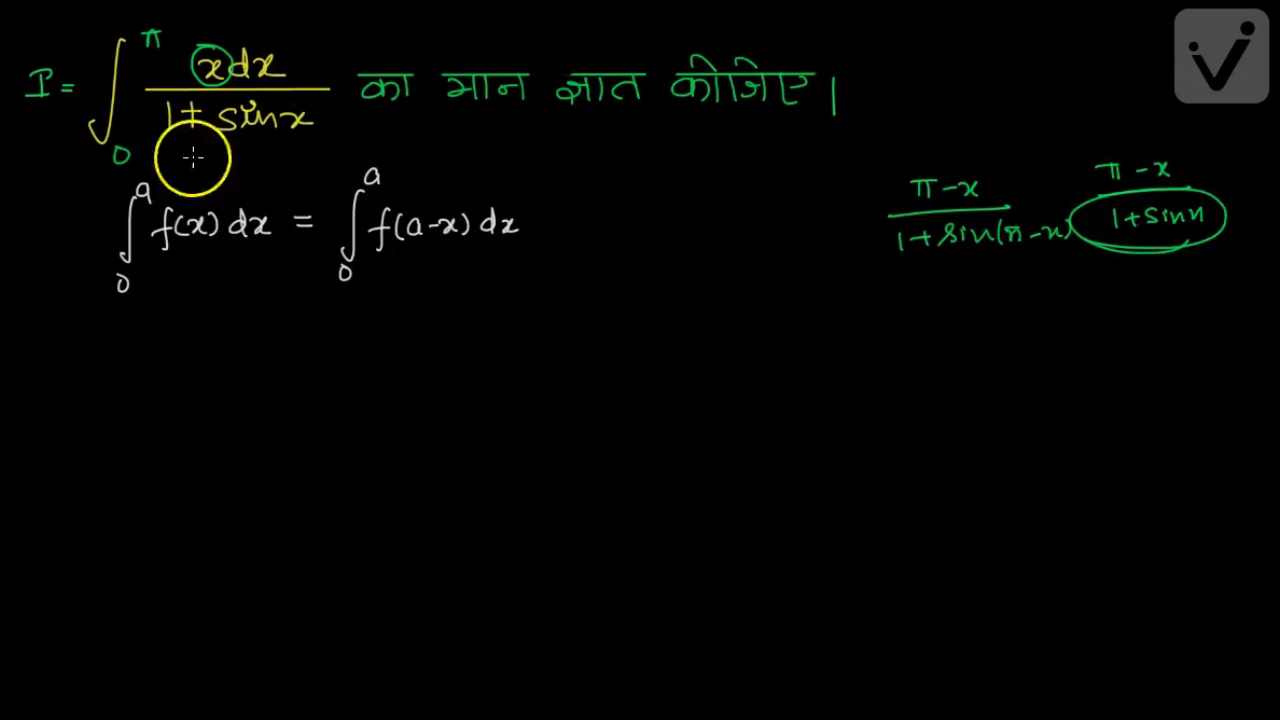 I = ∫₀^π x dx / (1 + sin x) का मान ज्ञात कीजिए।
∫₀^a f(x) dx = ∫₀^a f(a-x) dx
π-x / 1 + sin(π-x)
π-x / 1 + sin x